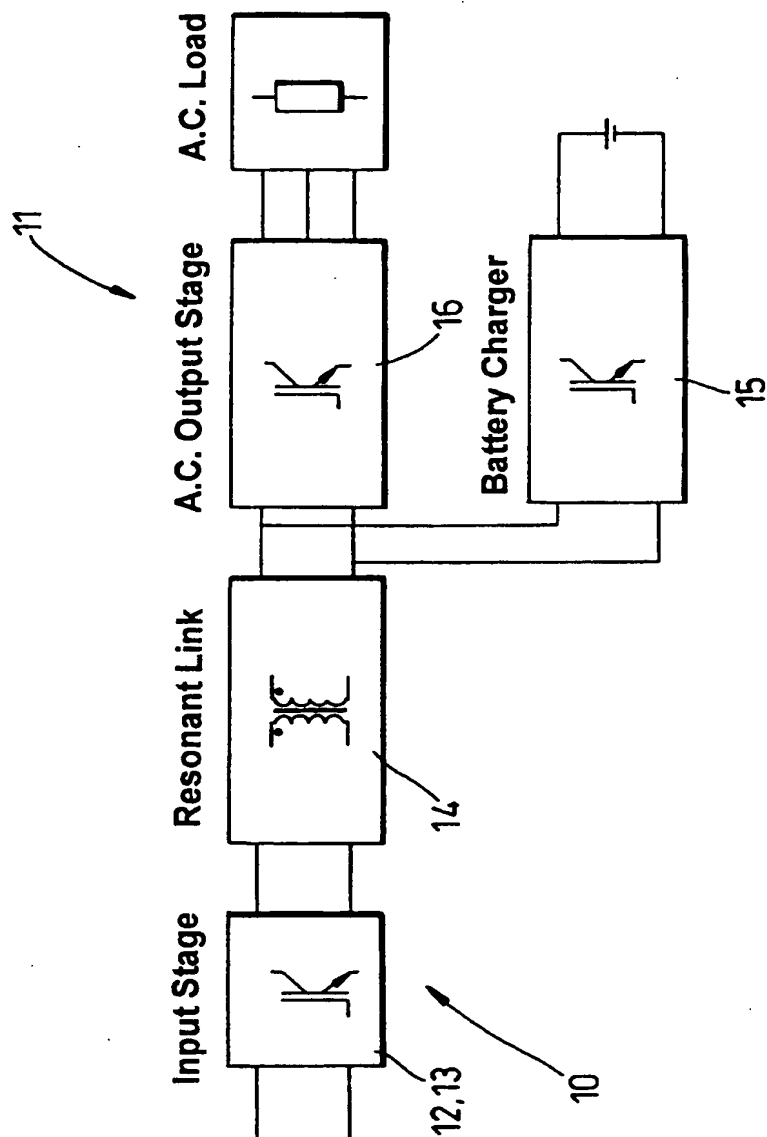 11
Input Stage
Resonant Link
A.C. Output Stage
A.C. Load
12,13
14
16
10
Battery Charger
15